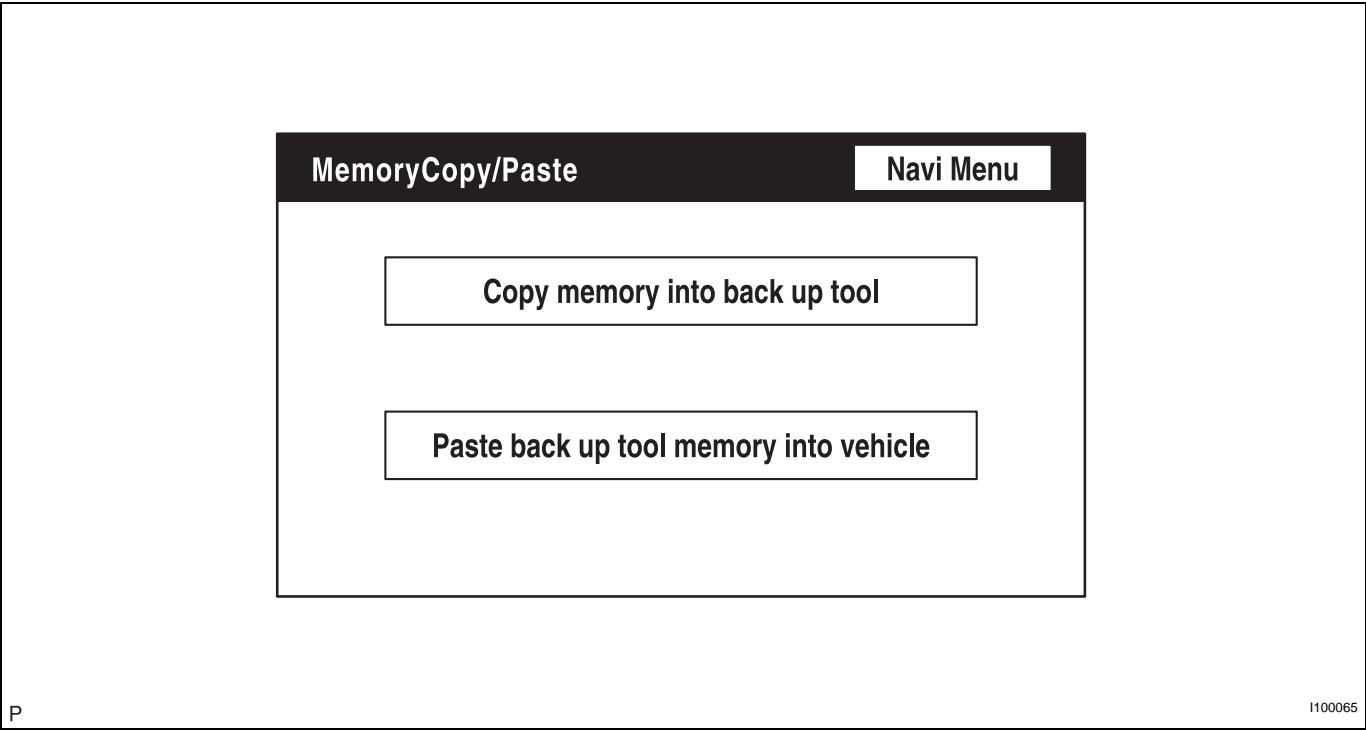 MemoryCopy/Paste
Navi Menu
Copy memory into back up tool
Paste back up tool memory into vehicle
P
I100065